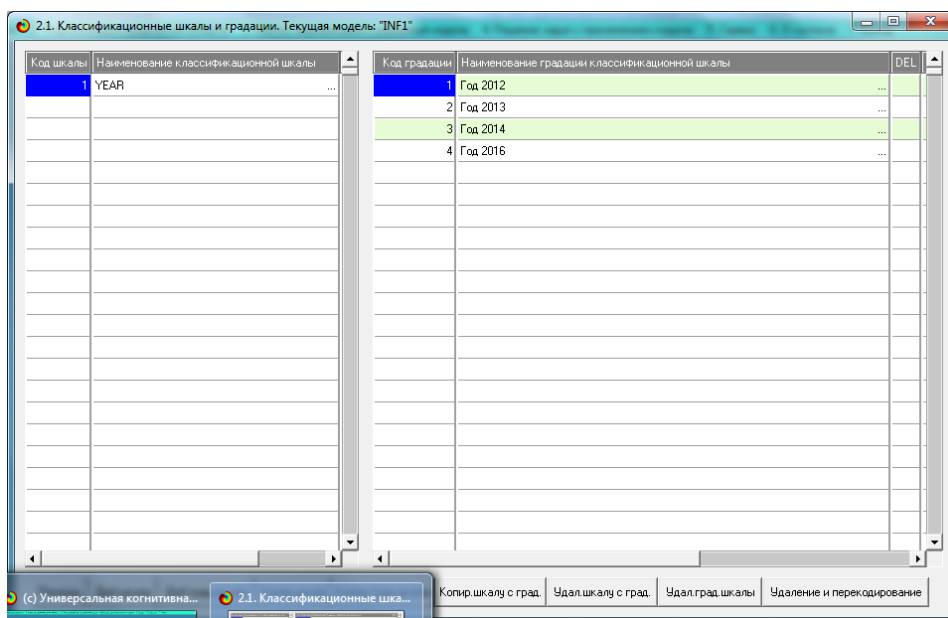 2.1. Классификационные шкалы и градации. Текущая модель: "INF1"
Код шкалы Наименование классификационной шкалы
1 YEAR ...
Код градации Наименование градации классификационной шкалы DEL
1 Год 2012 ...
2 Год 2013 ...
3 Год 2014 ...
4 Год 2016 ...
(c) Универсальная когнитивна... 2.1. Классификационные шка...
Копир.шкалу с град. Удал.шкалу с град. Удал.град.шкалы Удаление и перекодирование